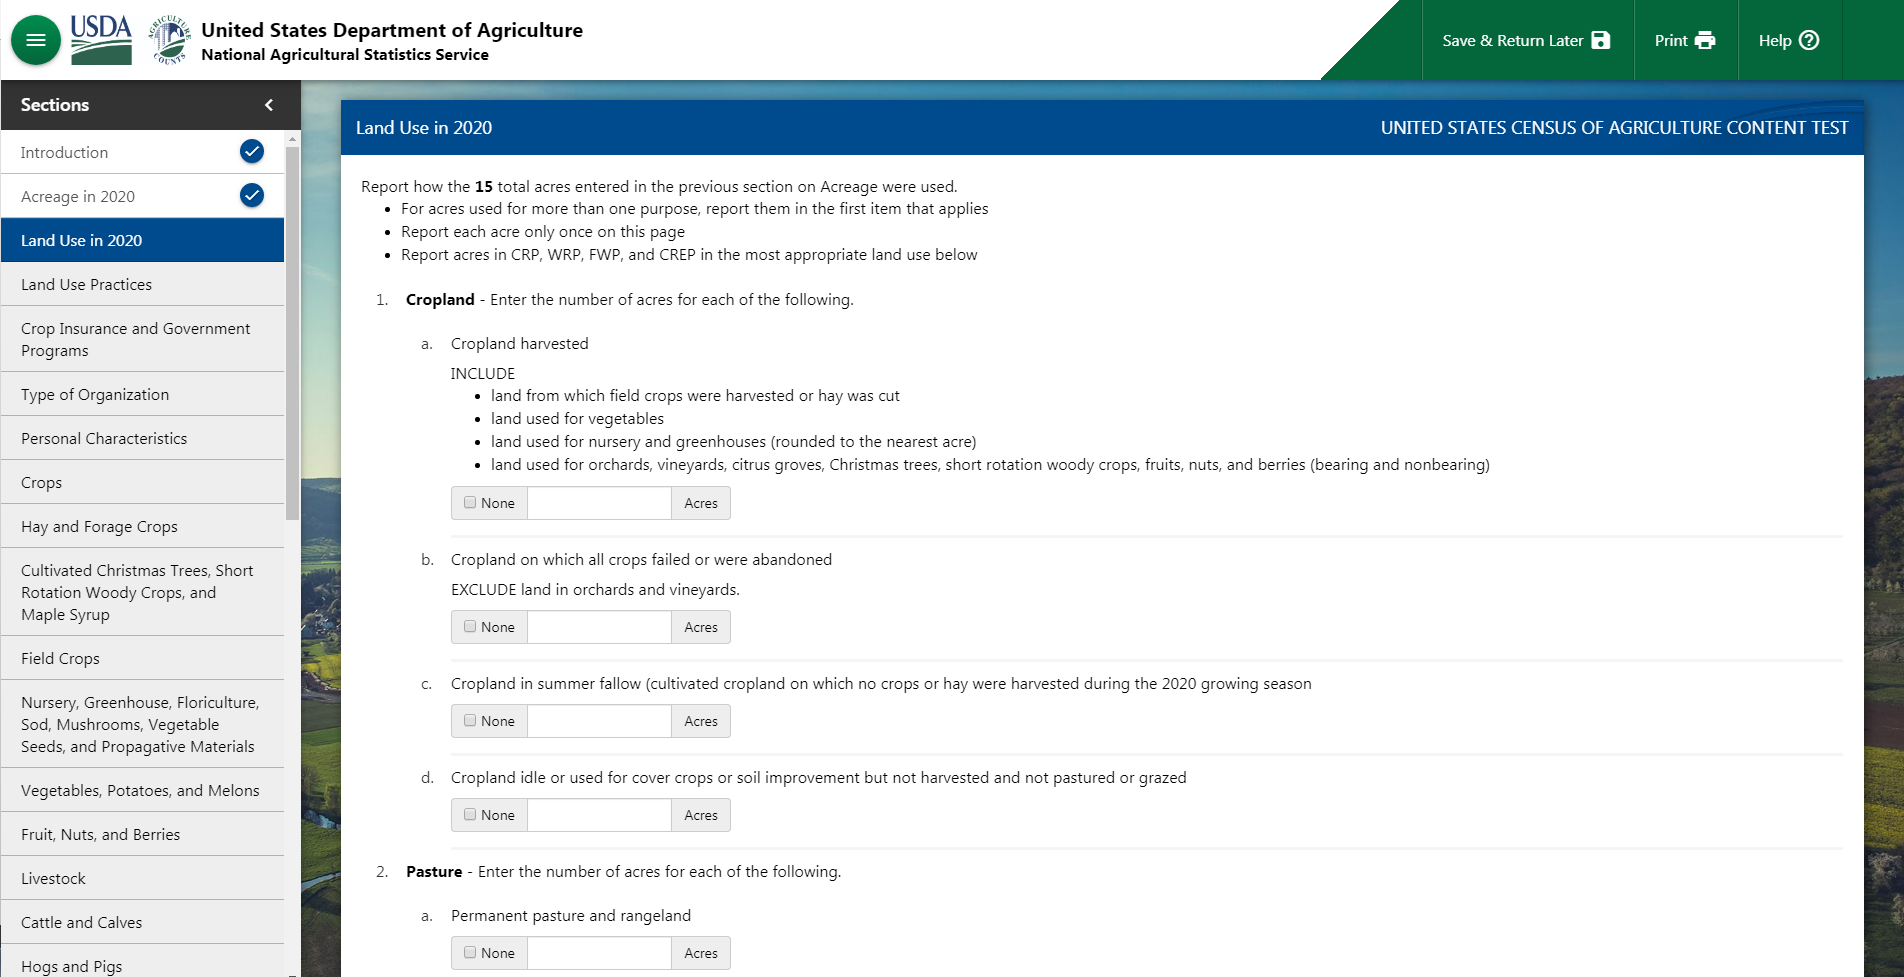 USDA
AGRICULTURE COUNTS
United States Department of Agriculture
National Agricultural Statistics Service
Save & Return Later
Print
Help
Sections
Introduction
Acreage in 2020
Land Use in 2020
Land Use Practices
Crop Insurance and Government
Programs
Type of Organization
Personal Characteristics
Crops
Hay and Forage Crops
Cultivated Christmas Trees, Short
Rotation Woody Crops, and
Maple Syrup
Field Crops
Nursery, Greenhouse, Floriculture,
Sod, Mushrooms, Vegetable
Seeds, and Propagative Materials
Vegetables, Potatoes, and Melons
Fruit, Nuts, and Berries
Livestock
Cattle and Calves
Hogs and Pigs
Land Use in 2020
UNITED STATES CENSUS OF AGRICULTURE CONTENT TEST
Report how the 15 total acres entered in the previous section on Acreage were used.
• For acres used for more than one purpose, report them in the first item that applies
• Report each acre only once on this page
• Report acres in CRP, WRP, FWP, and CREP in the most appropriate land use below
1. Cropland - Enter the number of acres for each of the following.
a. Cropland harvested
INCLUDE
• land from which field crops were harvested or hay was cut
• land used for vegetables
• land used for nursery and greenhouses (rounded to the nearest acre)
• land used for orchards, vineyards, citrus groves, Christmas trees, short rotation woody crops, fruits, nuts, and berries (bearing and nonbearing)
None Acres
b. Cropland on which all crops failed or were abandoned
EXCLUDE land in orchards and vineyards.
None Acres
c. Cropland in summer fallow (cultivated cropland on which no crops or hay were harvested during the 2020 growing season
None Acres
d. Cropland idle or used for cover crops or soil improvement but not harvested and not pastured or grazed
None Acres
2. Pasture - Enter the number of acres for each of the following.
a. Permanent pasture and rangeland
None Acres